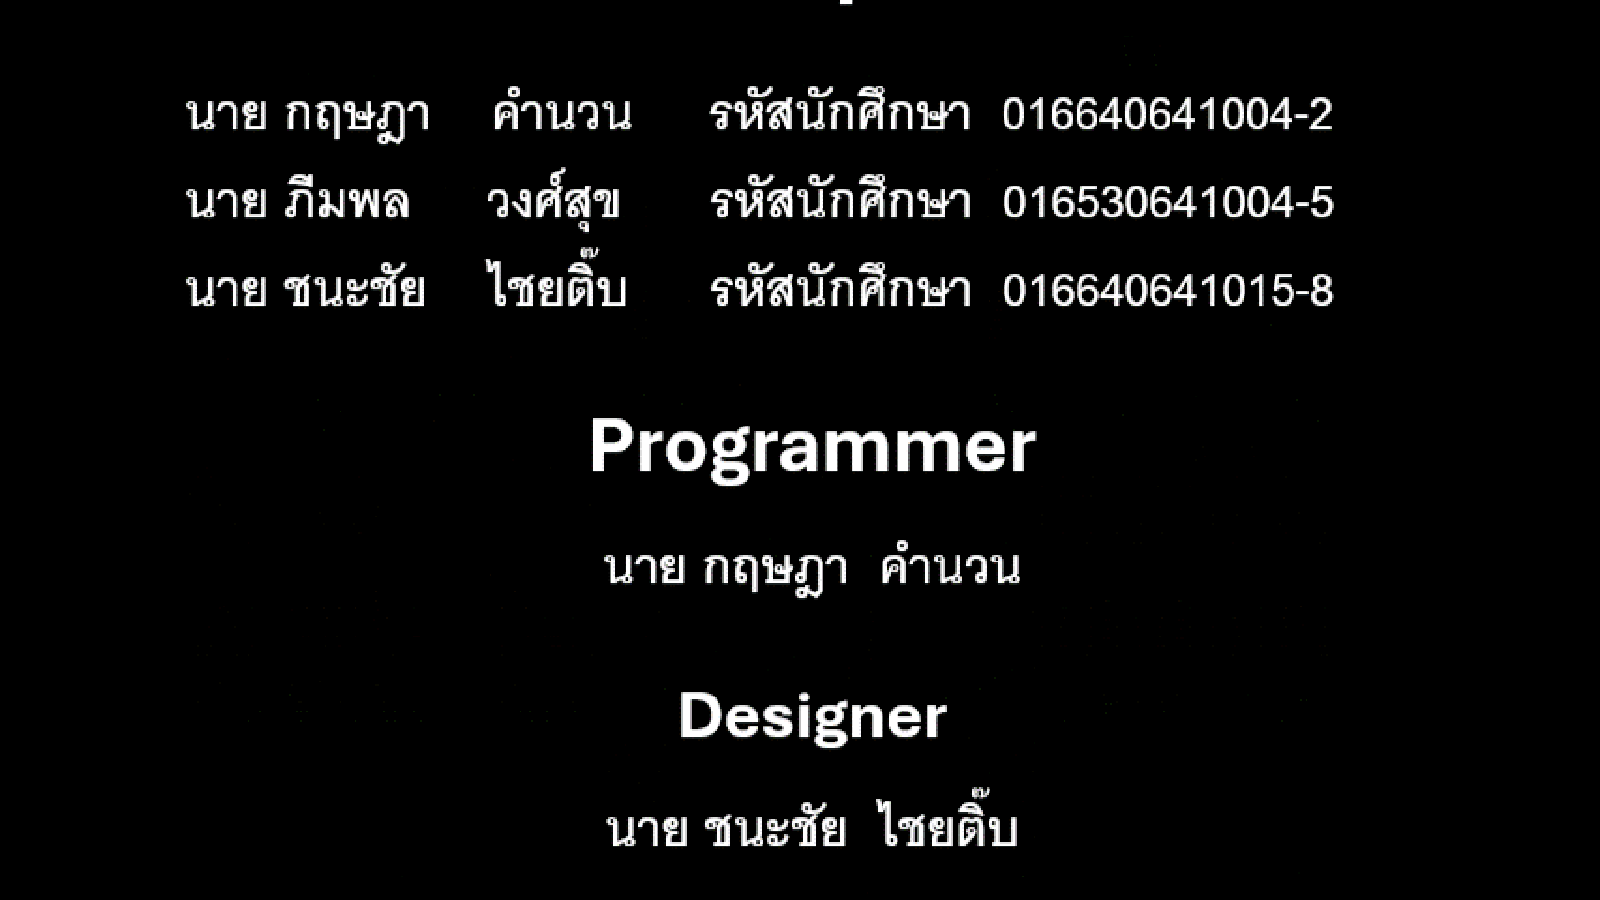 นาย กฤษฎา คำนวน รหัสนักศึกษา 016640641004-2
นาย ภีมพล วงศ์สุข รหัสนักศึกษา 016530641004-5
นาย ชนะชัย ไชยติ๊บ รหัสนักศึกษา 016640641015-8
Programmer
นาย กฤษฎา คำนวน
Designer
นาย ชนะชัย ไชยติ๊บ